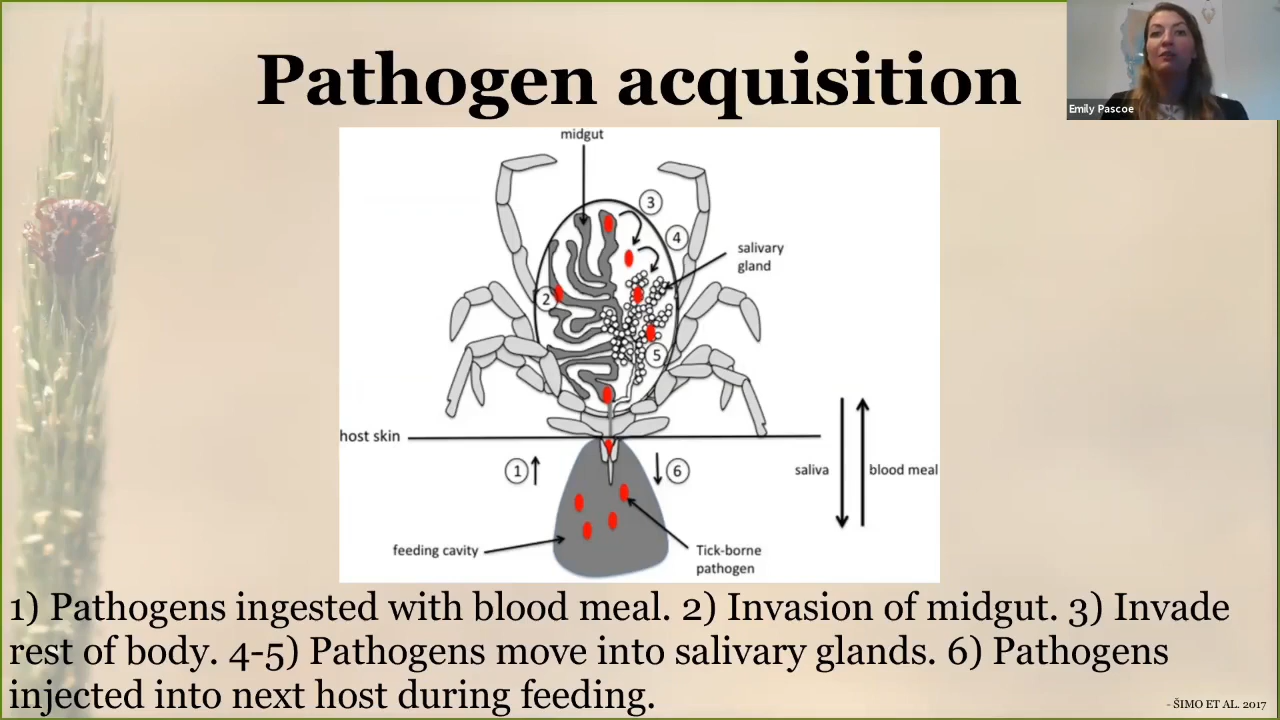 Pathogen acquisition
Emily Pascoe
midgut
3
4
salivary
gland
2
5
host skin
1
6
saliva
blood meal
feeding cavity
Tick-borne
pathogen
1) Pathogens ingested with blood meal. 2) Invasion of midgut. 3) Invade
rest of body. 4-5) Pathogens move into salivary glands. 6) Pathogens
injected into next host during feeding.
- ŠIMO ET AL. 2017